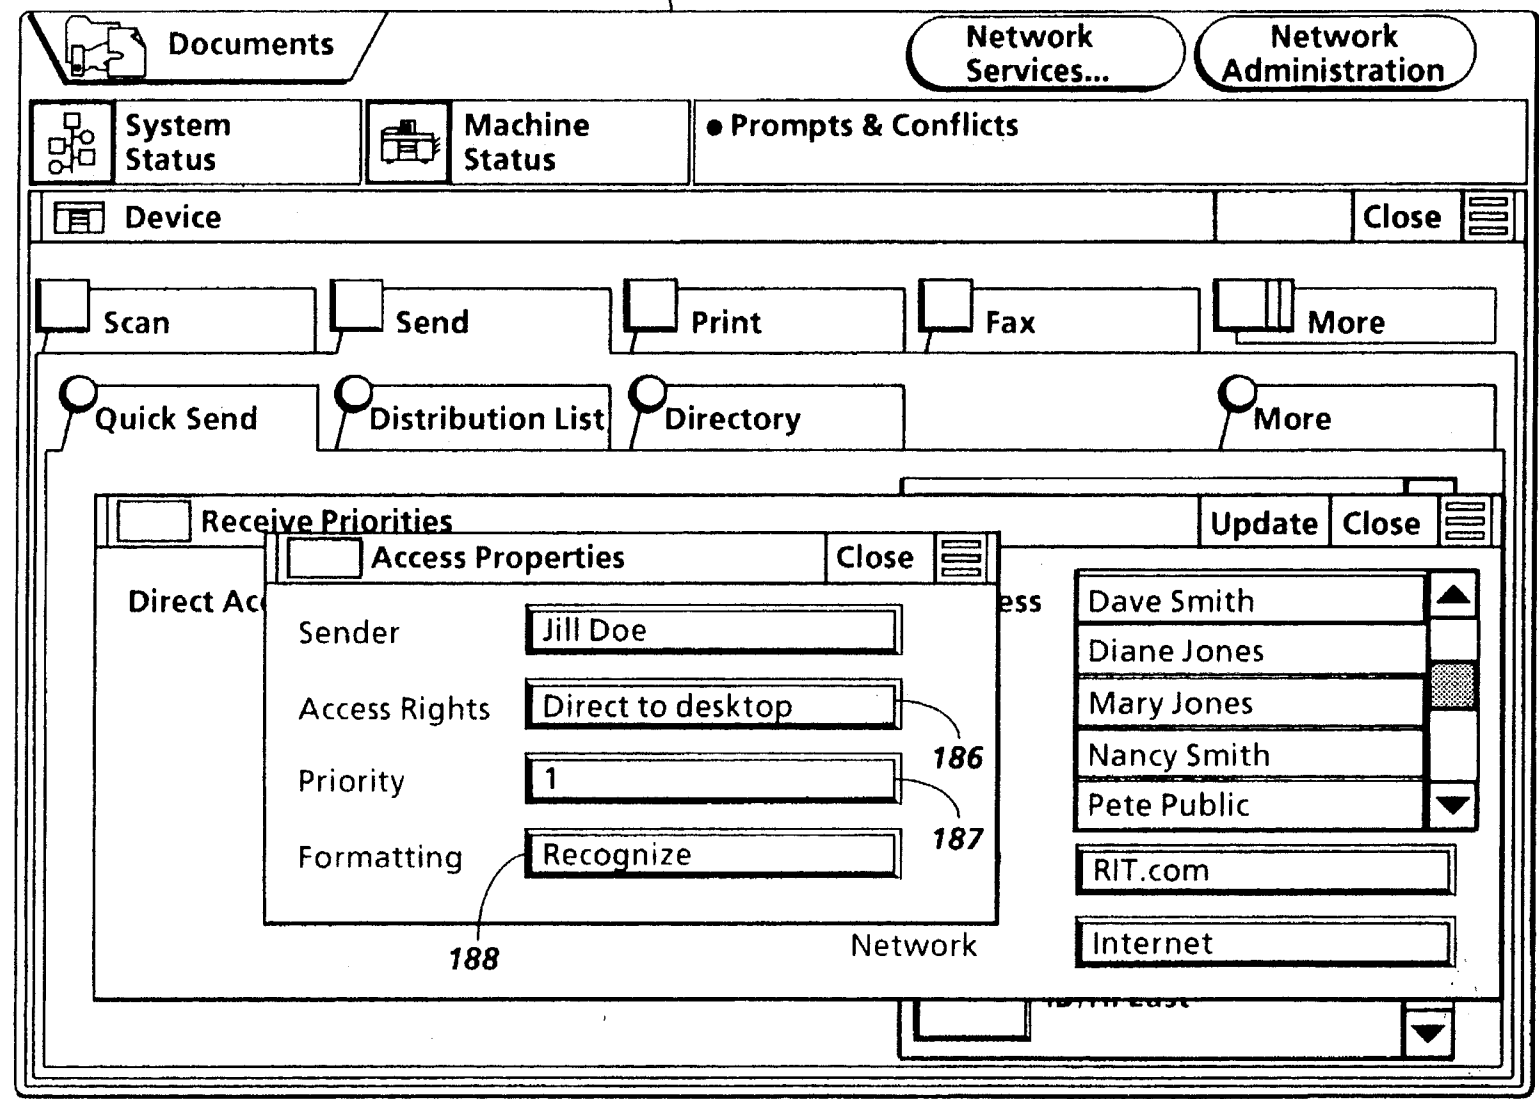 Documents
Network
Services...
Network
Administration
System
Status
Machine
Status
• Prompts & Conflicts
Device
Close
Scan
Send
Print
Fax
More
Quick Send
Distribution List
Directory
More
Receive Priorities
Update
Close
Access Properties
Close
Direct Acc
ess
Sender
Jill Doe
Access Rights
Direct to desktop
186
Priority
1
187
Formatting
Recognize
188
Dave Smith
Diane Jones
Mary Jones
Nancy Smith
Pete Public
RIT.com
Network
Internet
East